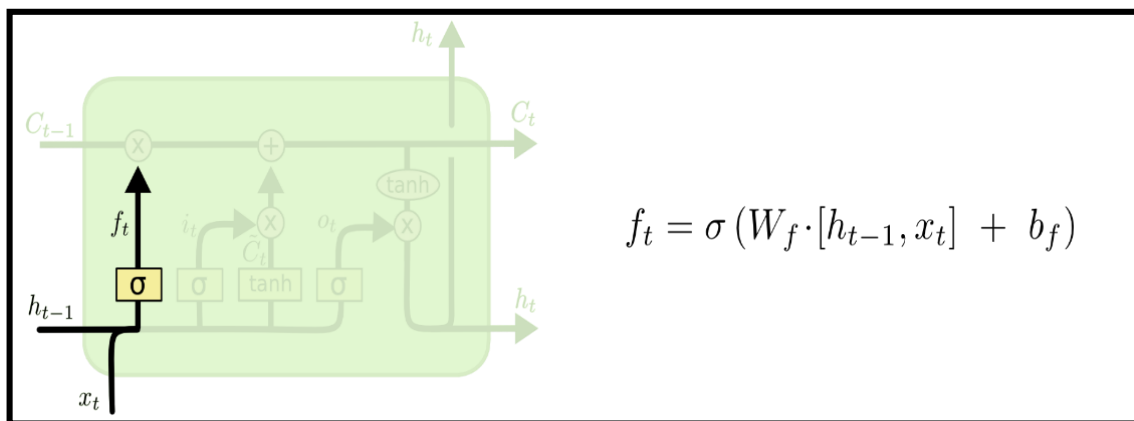 h_t
C_{t-1}
C_t
x
+
tanh
f_t
i_t
o_t
x
x
C̃_t
σ
σ
tanh
σ
h_{t-1}
h_t
x_t
f_t = σ (W_f · [h_{t-1}, x_t] + b_f)